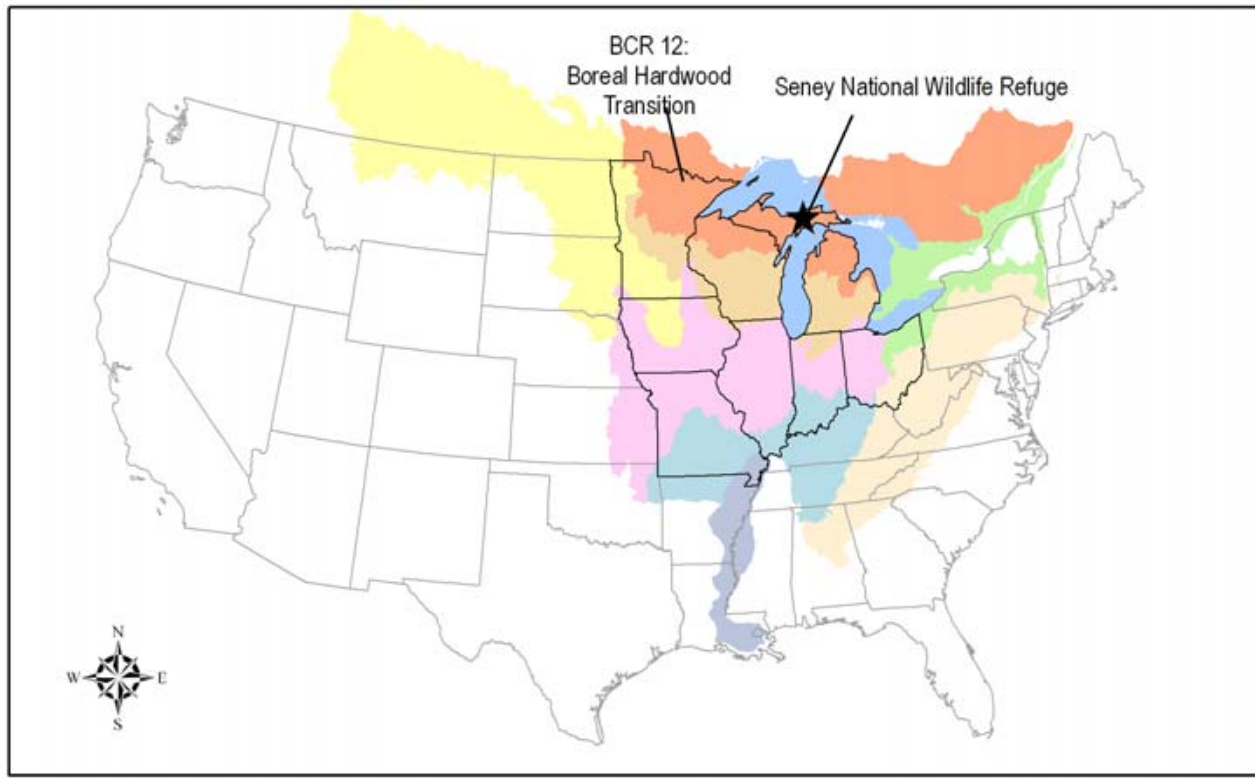 BCR 12:
Boreal Hardwood
Transition
Seney National Wildlife Refuge
N
W E
S